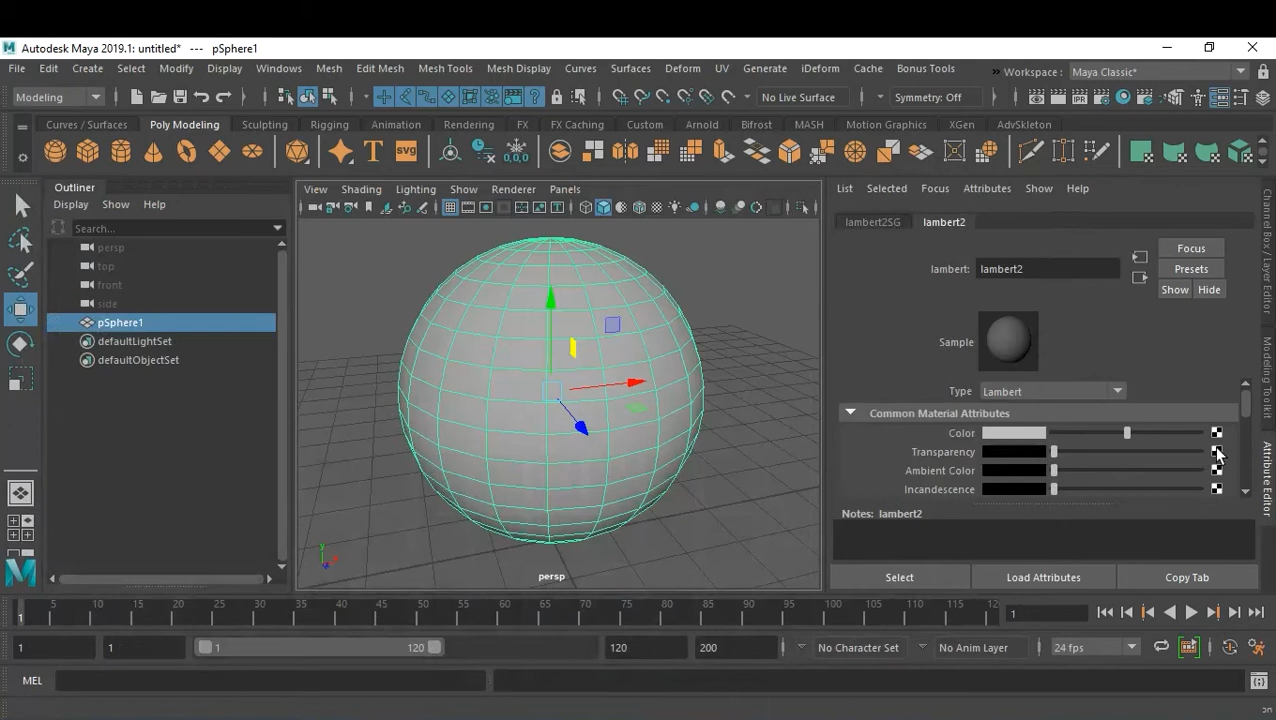 Autodesk Maya 2019.1: untitled*   ---   pSphere1
File Edit Create Select Modify Display Windows Mesh Edit Mesh Mesh Tools Mesh Display Curves Surfaces Deform UV Generate iDeform Cache Bonus Tools » Workspace: Maya Classic*
Modeling No Live Surface Symmetry: Off
Curves / Surfaces Poly Modeling Sculpting Rigging Animation Rendering FX FX Caching Custom Arnold Bifrost MASH Motion Graphics XGen AdvSkeleton
T svg 0,0,0
Outliner
Display Show Help
Search...
persp
top
front
side
pSphere1
defaultLightSet
defaultObjectSet
View Shading Lighting Show Renderer Panels
y
persp
List Selected Focus Attributes Show Help
lambert2SG lambert2
Focus
lambert: lambert2
Presets
Show Hide
Sample
Type Lambert
Common Material Attributes
Color
Transparency
Ambient Color
Incandescence
Notes: lambert2
Select Load Attributes Copy Tab
Channel Box / Layer Editor
Modeling Toolkit
Attribute Editor
1 5 10 15 20 25 30 35 40 45 50 55 60 65 70 75 80 85 90 95 100 105 110 115 12 1
1 1 1 120 120 200 No Character Set No Anim Layer 24 fps
MEL